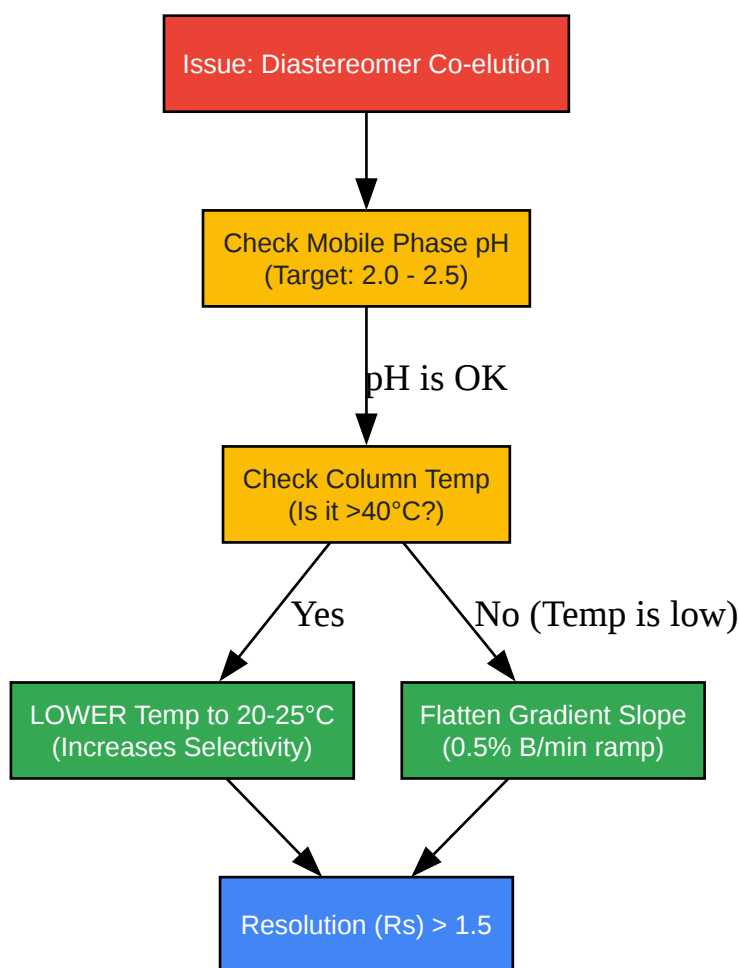 Issue: Diastereomer Co-elution
Check Mobile Phase pH
(Target: 2.0 - 2.5)
pH is OK
Check Column Temp
(Is it >40°C?)
Yes
No (Temp is low)
LOWER Temp to 20-25°C
(Increases Selectivity)
Flatten Gradient Slope
(0.5% B/min ramp)
Resolution (Rs) > 1.5